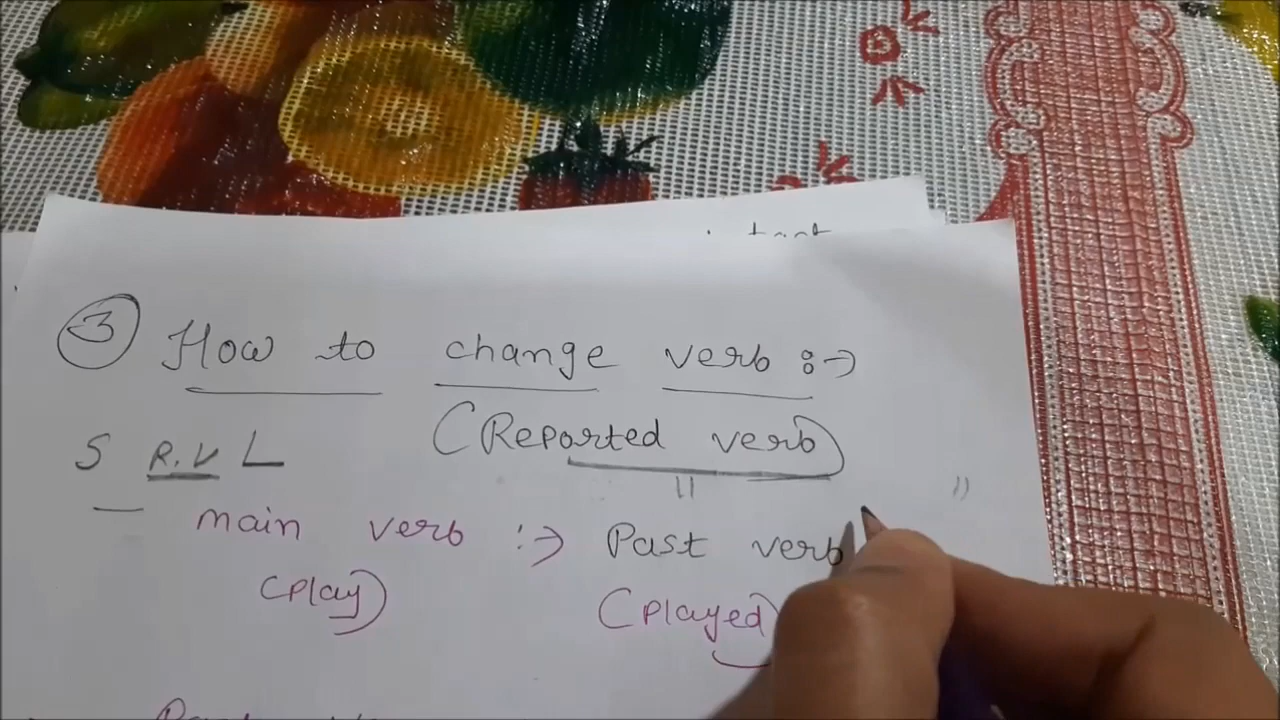 3 How to change verb :→
(Reported verb)
S R.V L
" "
main verb :→ Past verb
(play) (played)